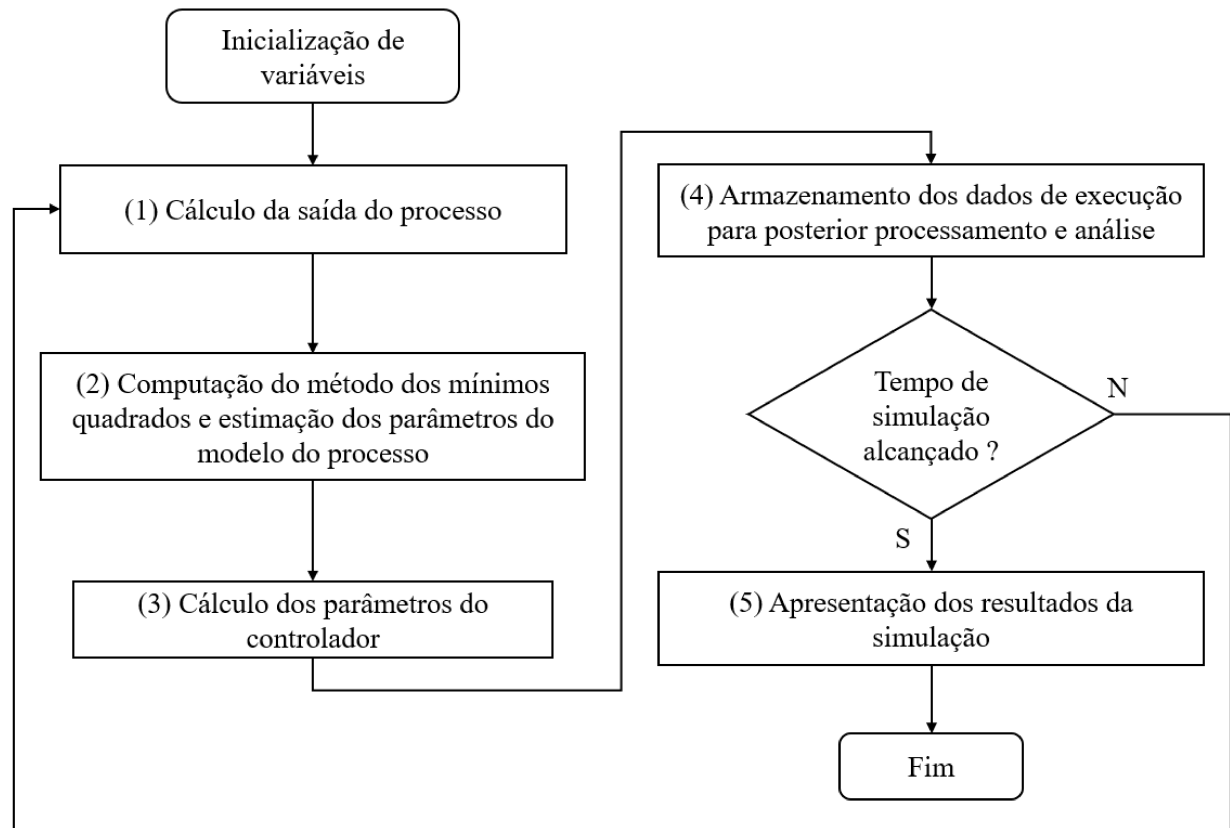 Inicialização de
variáveis
(1) Cálculo da saída do processo
(2) Computação do método dos mínimos
quadrados e estimação dos parâmetros do
modelo do processo
(3) Cálculo dos parâmetros do
controlador
(4) Armazenamento dos dados de execução
para posterior processamento e análise
Tempo de
simulação
alcançado ?
N
S
(5) Apresentação dos resultados da
simulação
Fim